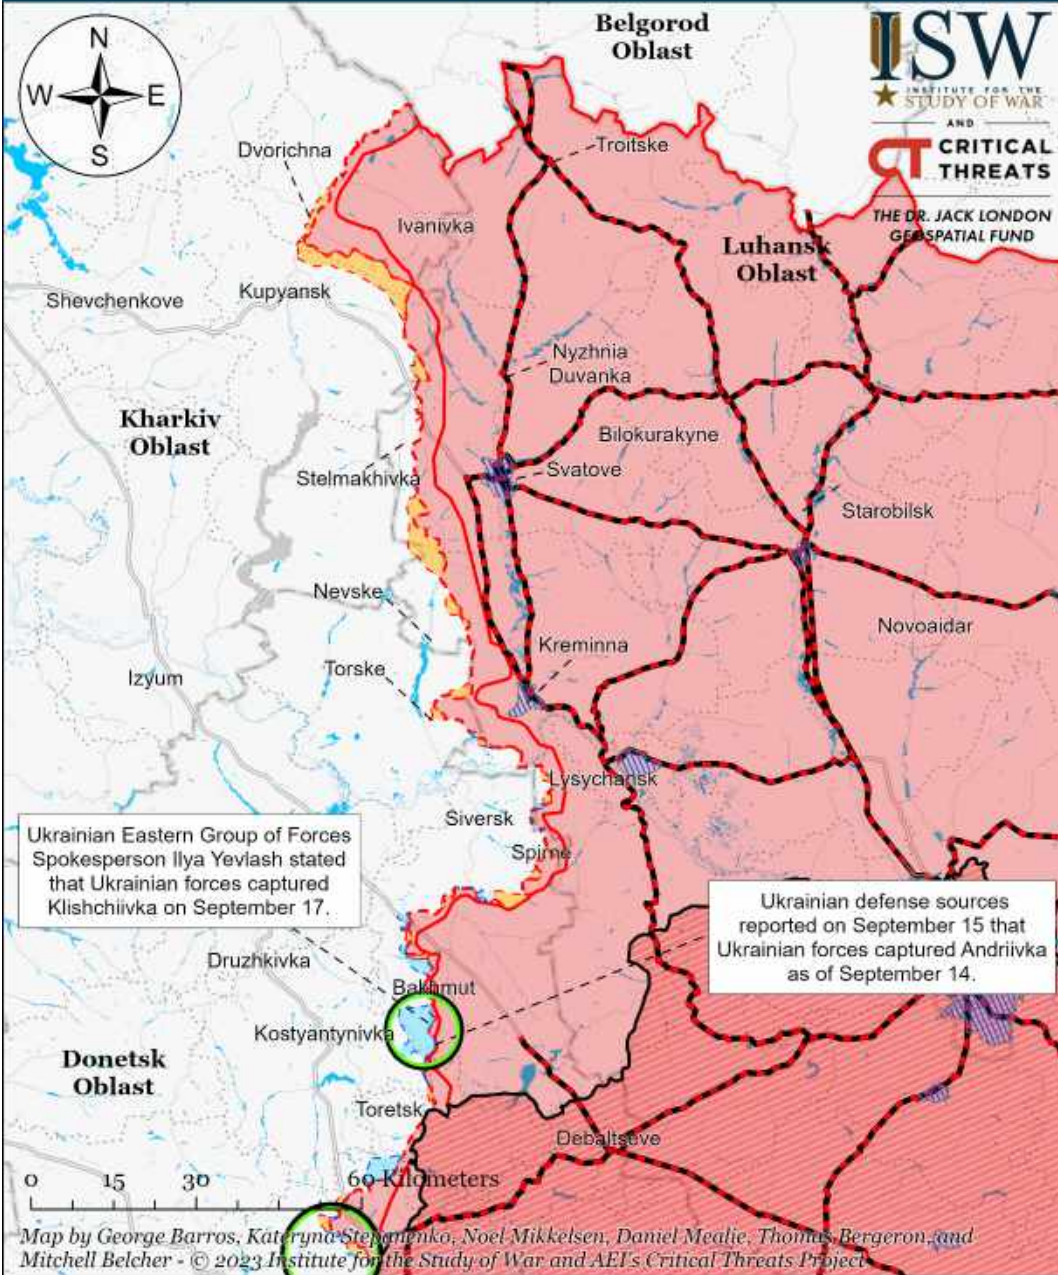 Belgorod
Oblast
ISW
INSTITUTE FOR THE
STUDY OF WAR
AND
CT CRITICAL
THREATS
THE DR. JACK LONDON
GEOSPATIAL FUND
N
W E
S
Dvorichna
Troitske
Ivanivka
Luhansk
Oblast
Shevchenkove
Kupyansk
Nyzhnia
Duvanka
Kharkiv
Oblast
Bilokurakyne
Stelmakhivka
Svatove
Starobilsk
Nevske
Novoaidar
Kreminna
Torske
Izyum
Lysychansk
Siversk
Spirne
Ukrainian Eastern Group of Forces
Spokesperson Ilya Yevlash stated
that Ukrainian forces captured
Klishchiivka on September 17.
Ukrainian defense sources
reported on September 15 that
Ukrainian forces captured Andriivka
as of September 14.
Druzhkivka
Bakhmut
Kostyantynivka
Donetsk
Oblast
Toretsk
Debaltseve
0 15 30 60 Kilometers
Map by George Barros, Kateryna Stepanenko, Noel Mikkelsen, Daniel Mealie, Thomas Bergeron, and
Mitchell Belcher - © 2023 Institute for the Study of War and AEI's Critical Threats Project